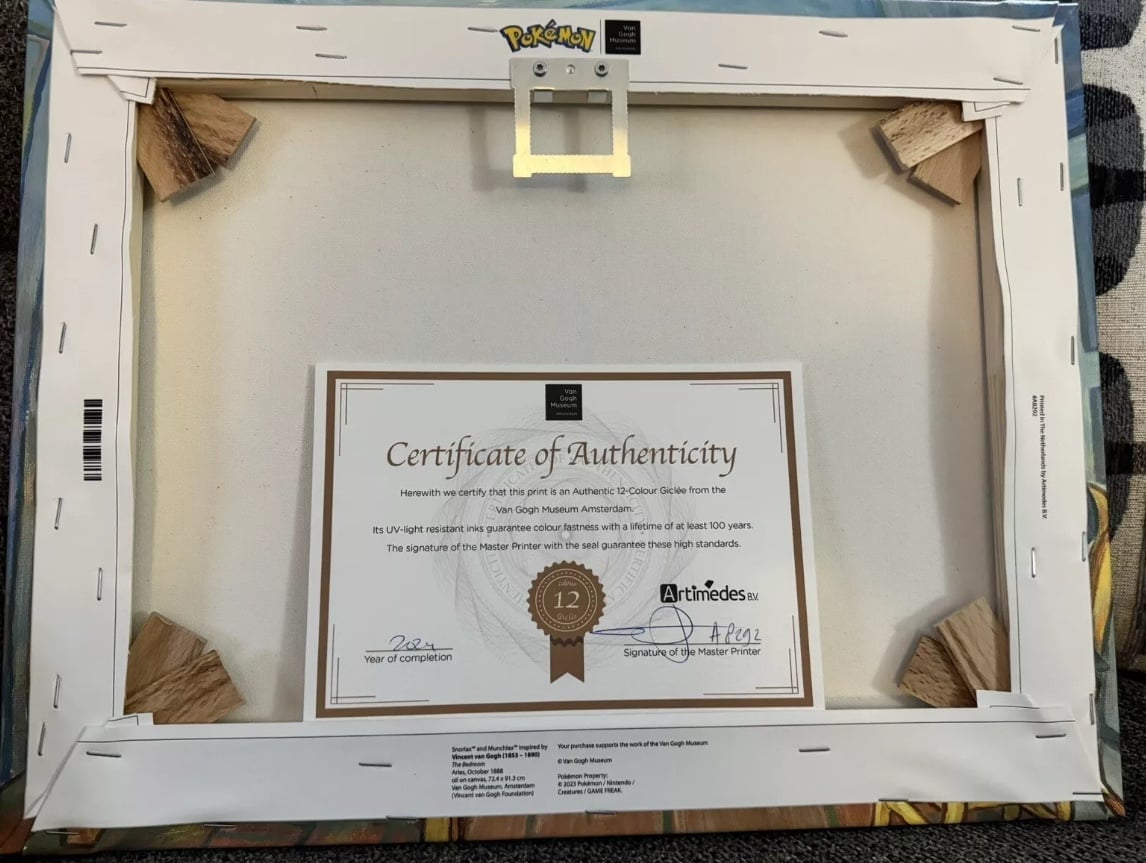 POKÉMON
Van
Gogh
Museum
Van
Gogh
Museum
Certificate of Authenticity
Herewith we certify that this print is an Authentic 12-Colour Giclée from the
Van Gogh Museum Amsterdam.
Its UV-light resistant inks guarantee colour fastness with a lifetime of at least 100 years.
The signature of the Master Printer with the seal guarantee these high standards.
colour
12
Giclée
Artimedes B.V.
2024
Year of completion
A8292
Signature of the Master Printer
Printed in The Netherlands by Artimedes B.V.
#A8292
Snorlax™ and Munchlax™ inspired by
Vincent van Gogh (1853 – 1890)
The Bedroom
Arles, October 1888
oil on canvas, 72.4 x 91.3 cm
Van Gogh Museum, Amsterdam
(Vincent van Gogh Foundation)
Your purchase supports the work of the Van Gogh Museum
© Van Gogh Museum
Pokémon Property:
© 2023 Pokémon / Nintendo /
Creatures / GAME FREAK.